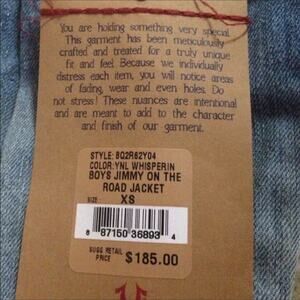 You are holding something very special.
This garment has been meticulously
crafted and treated for a truly unique
fit and feel. Because we individually
distress each item, you will notice areas
of fading, wear and even holes. Do
not stress! These nuances are intentional
and are meant to add to the character
and finish of our garment.
STYLE: BQ2R62Y04
COLOR:YNL WHISPERIN
BOYS JIMMY ON THE
ROAD JACKET
SIZE XS
8 87150 36893 4
SUGG RETAIL
PRICE $185.00